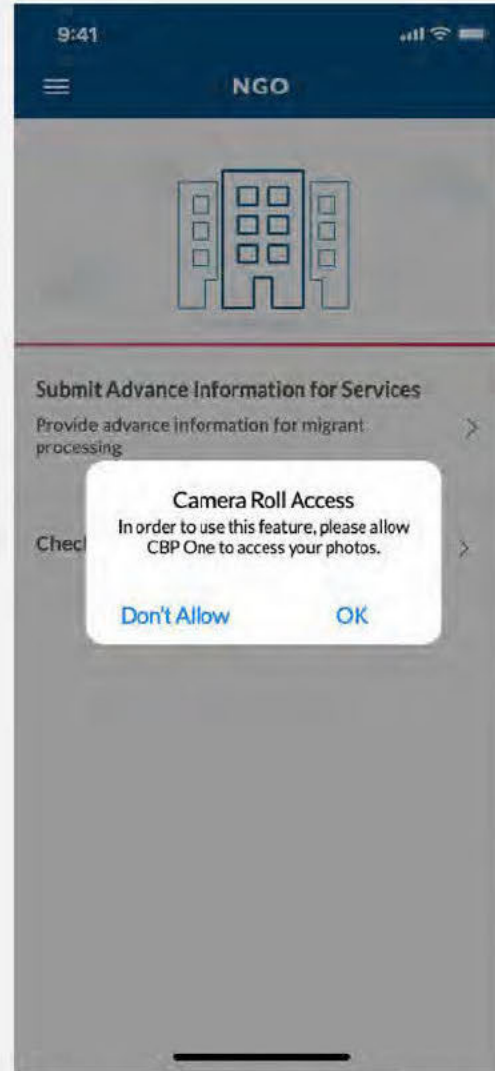 9:41
NGO
Submit Advance Information for Services
Provide advance information for migrant
processing
Camera Roll Access
In order to use this feature, please allow
CBP One to access your photos.
Chec
Don't Allow
OK